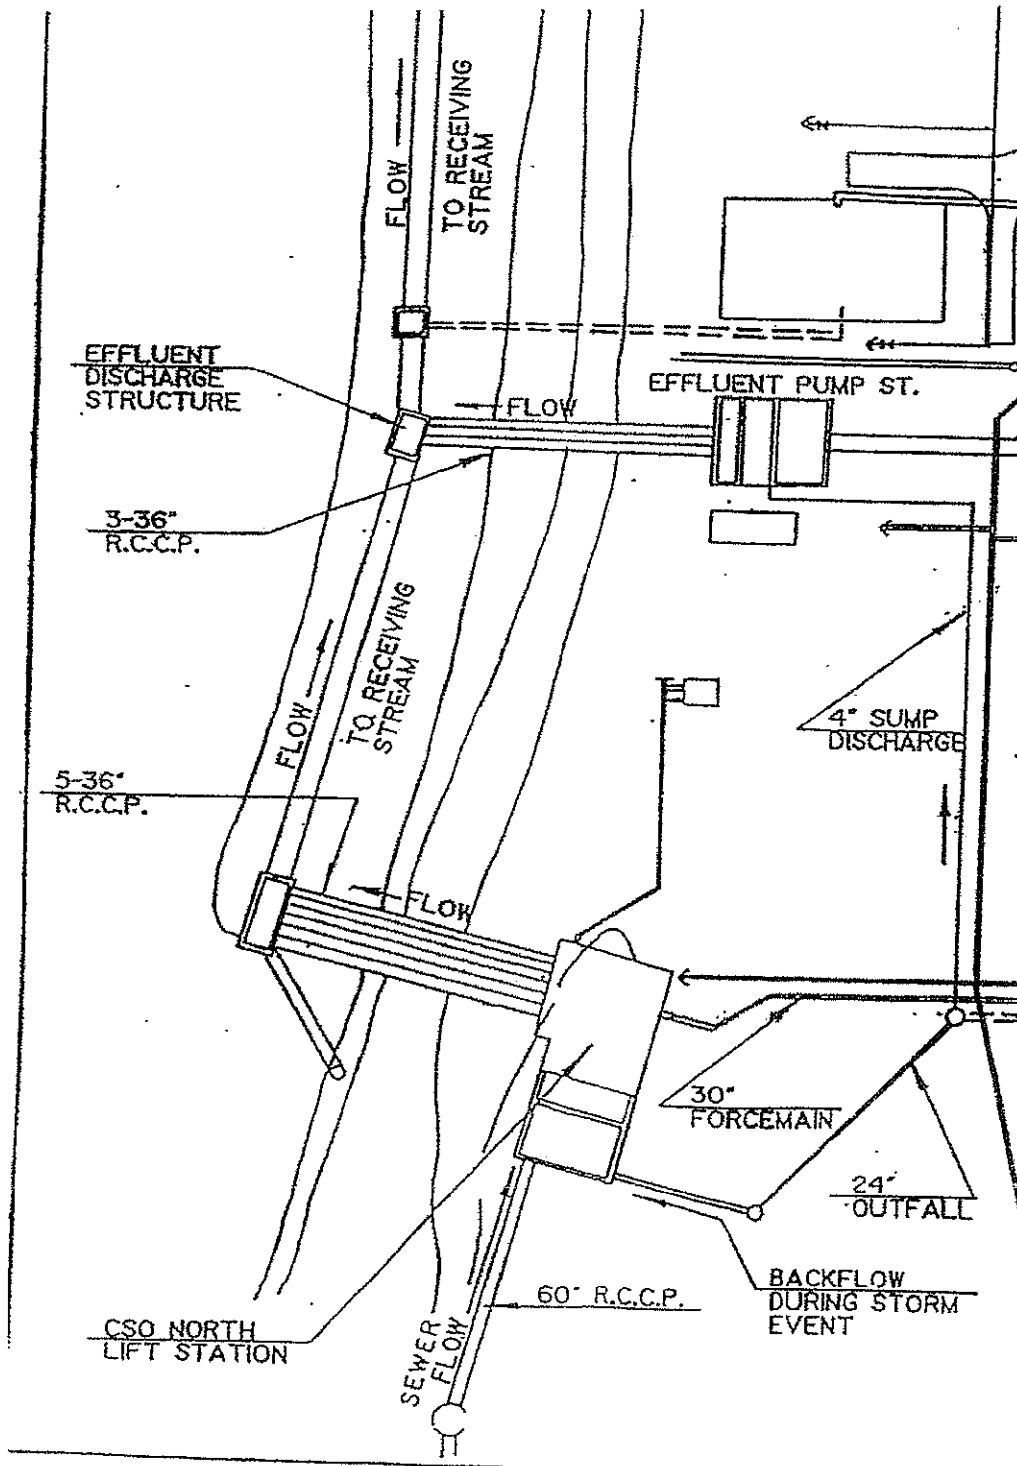 FLOW
TO RECEIVING
STREAM
EFFLUENT
DISCHARGE
STRUCTURE
EFFLUENT PUMP ST.
FLOW
3-36"
R.C.C.P.
FLOW
TO RECEIVING
STREAM
4" SUMP
DISCHARGE
5-36"
R.C.C.P.
FLOW
30"
FORCEMAIN
24"
OUTFALL
BACKFLOW
DURING STORM
EVENT
60" R.C.C.P.
CSO NORTH
LIFT STATION
SEWER
FLOW